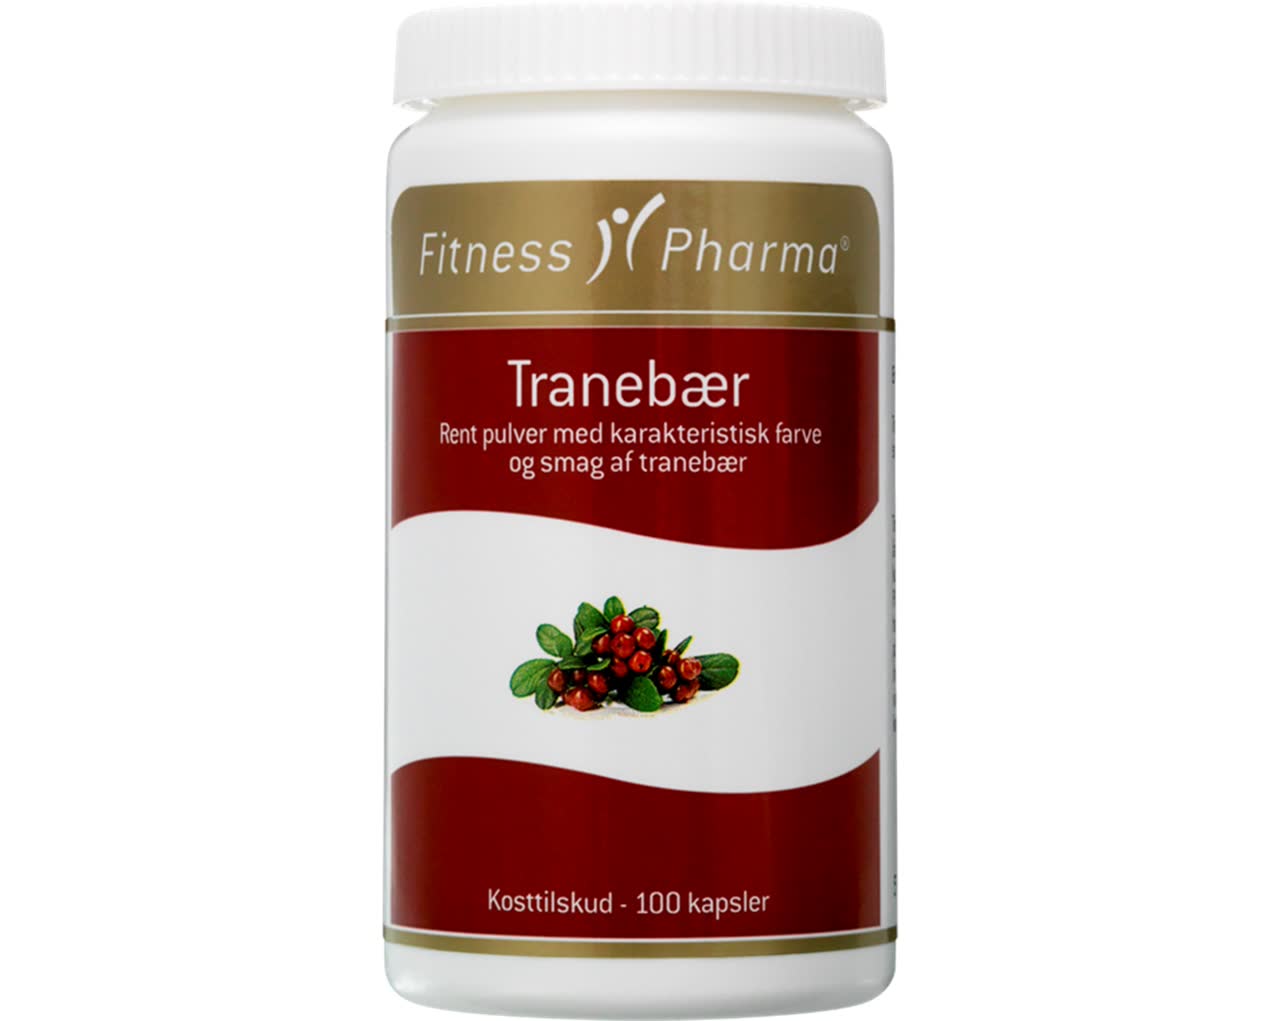 Fitness Pharma®
Tranebær
Rent pulver med karakteristisk farve
og smag af tranebær
Kosttilskud - 100 kapsler